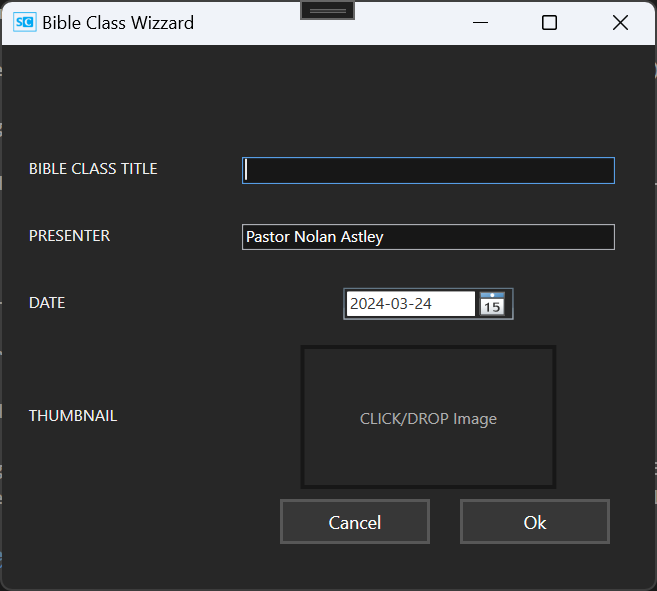 SC Bible Class Wizzard
BIBLE CLASS TITLE
PRESENTER Pastor Nolan Astley
DATE 2024-03-24 15
THUMBNAIL CLICK/DROP Image
Cancel Ok